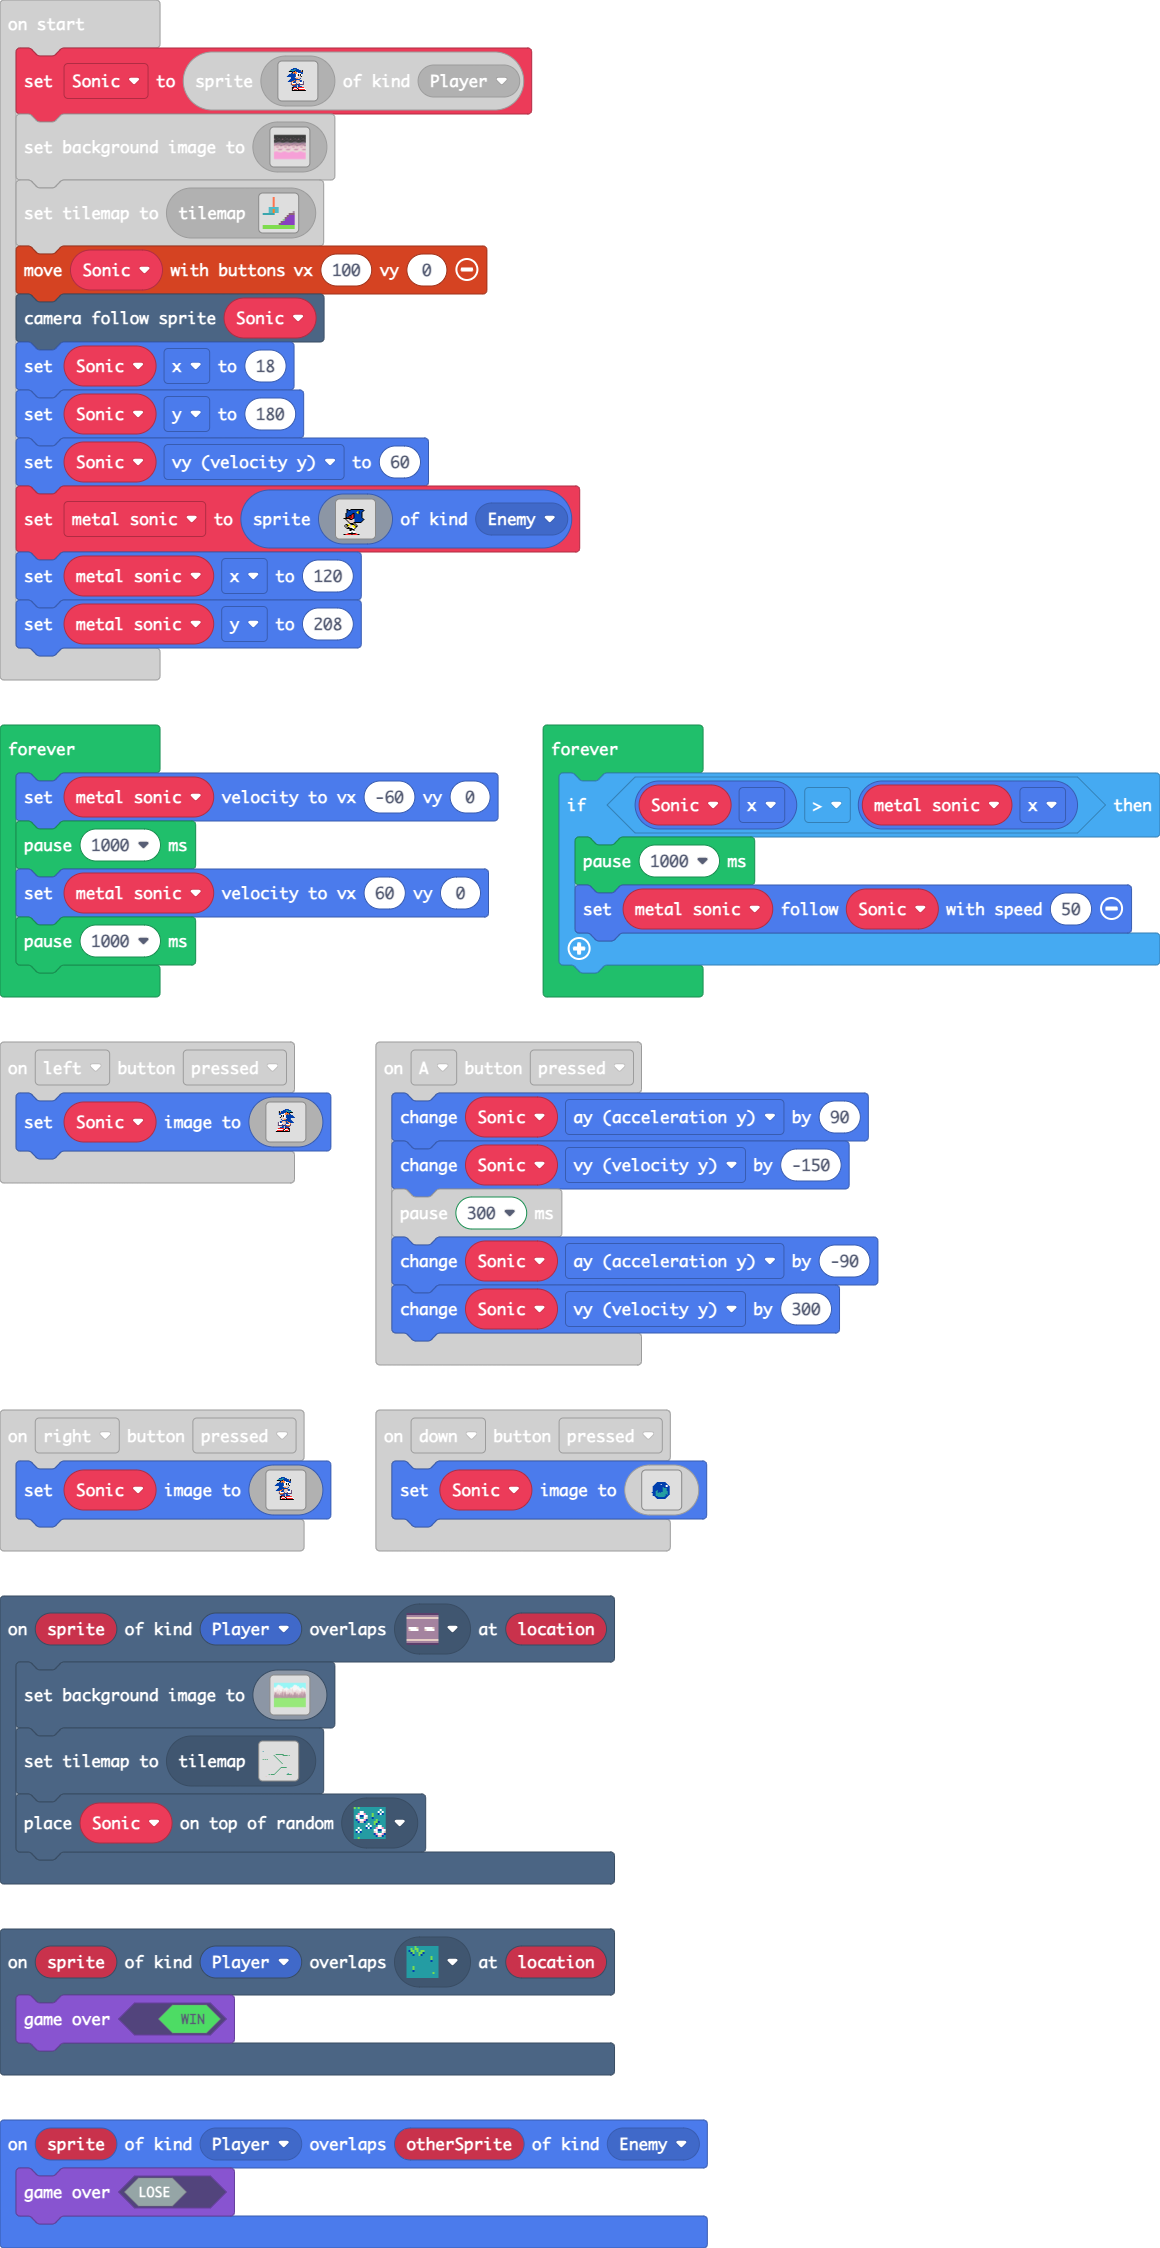 on start
set Sonic to sprite of kind Player
set background image to
set tilemap to tilemap
move Sonic with buttons vx 100 vy 0
camera follow sprite Sonic
set Sonic x to 18
set Sonic y to 180
set Sonic vy (velocity y) to 60
set metal sonic to sprite of kind Enemy
set metal sonic x to 120
set metal sonic y to 208
forever
set metal sonic velocity to vx -60 vy 0
pause 1000 ms
set metal sonic velocity to vx 60 vy 0
pause 1000 ms
forever
if Sonic x > metal sonic x then
pause 1000 ms
set metal sonic follow Sonic with speed 50
on left button pressed
set Sonic image to
on A button pressed
change Sonic ay (acceleration y) by 90
change Sonic vy (velocity y) by -150
pause 300 ms
change Sonic ay (acceleration y) by -90
change Sonic vy (velocity y) by 300
on right button pressed
set Sonic image to
on down button pressed
set Sonic image to
on sprite of kind Player overlaps at location
set background image to
set tilemap to tilemap
place Sonic on top of random
on sprite of kind Player overlaps at location
game over WIN
on sprite of kind Player overlaps otherSprite of kind Enemy
game over LOSE